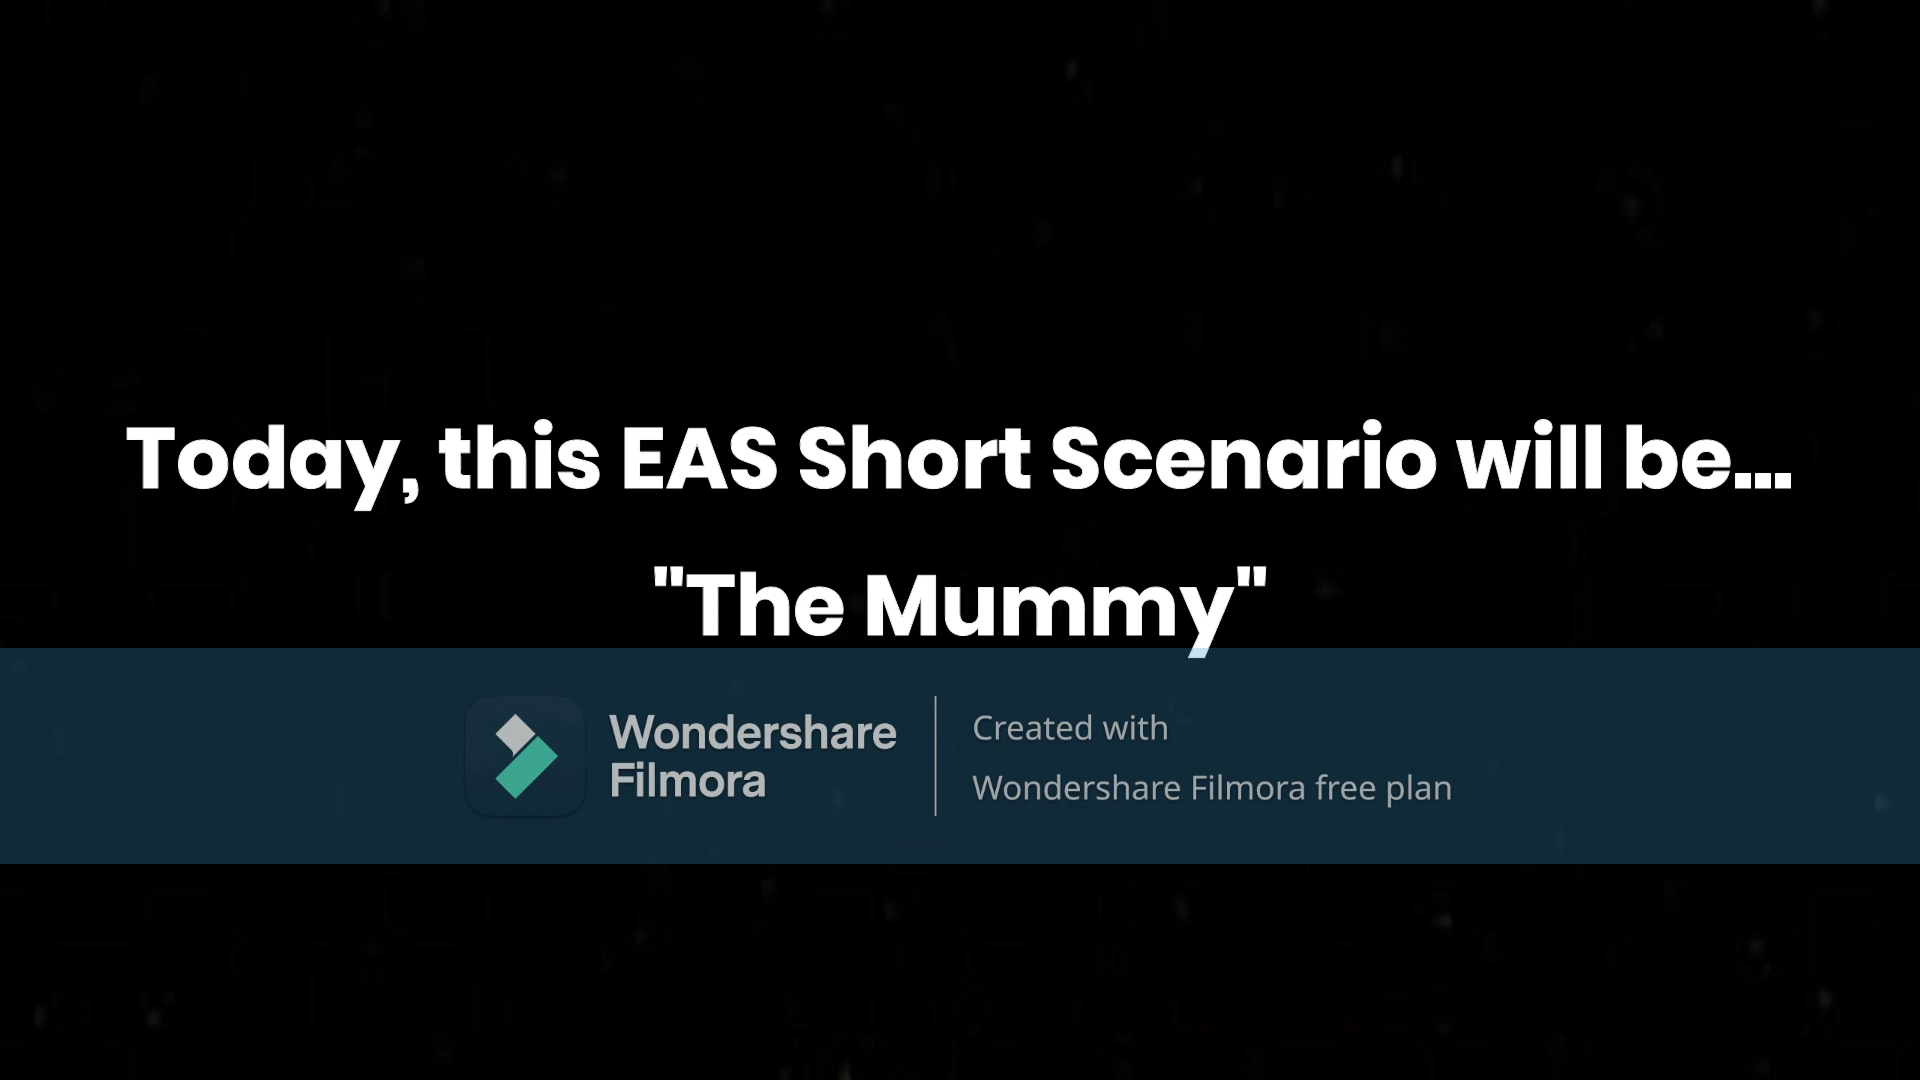 Today, this EAS Short Scenario will be...
"The Mummy"
Wondershare
Filmora
Created with
Wondershare Filmora free plan